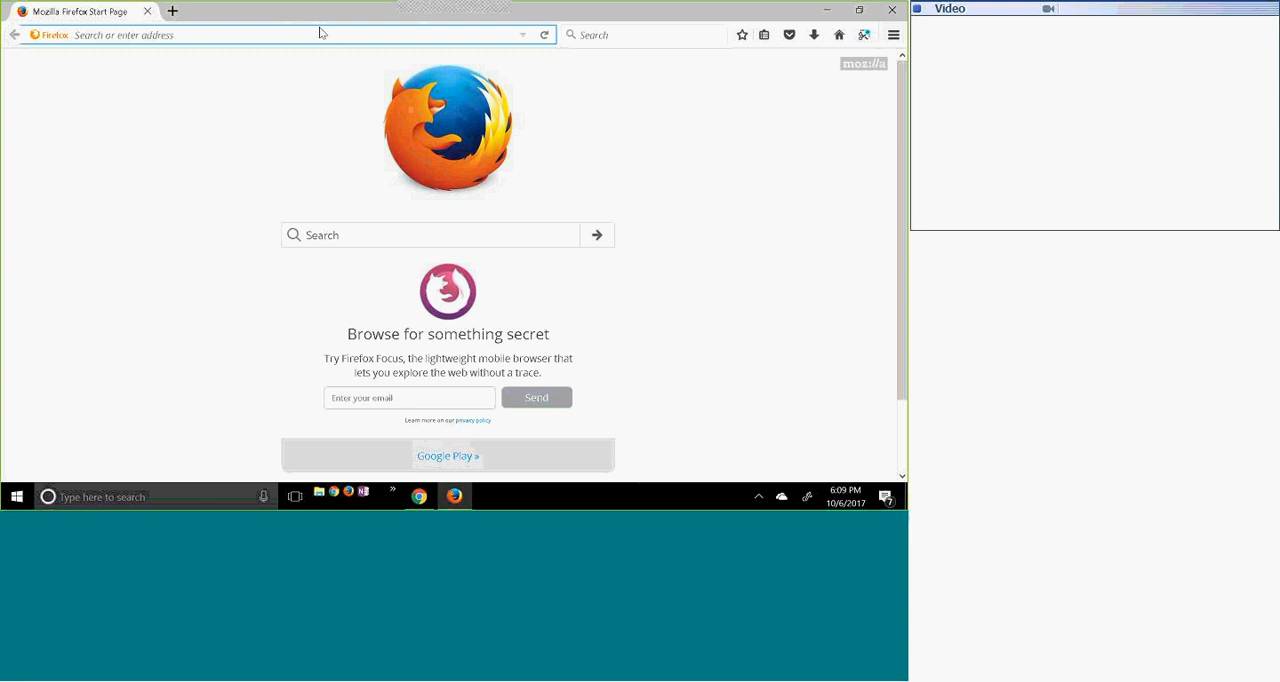 Mozilla Firefox Start Page
Video
Firefox Search or enter address
Search
moz://a
Search
Browse for something secret
Try Firefox Focus, the lightweight mobile browser that
lets you explore the web without a trace.
Enter your email
Send
Learn more on our privacy policy
Google Play »
Type here to search
6:09 PM
10/6/2017
7